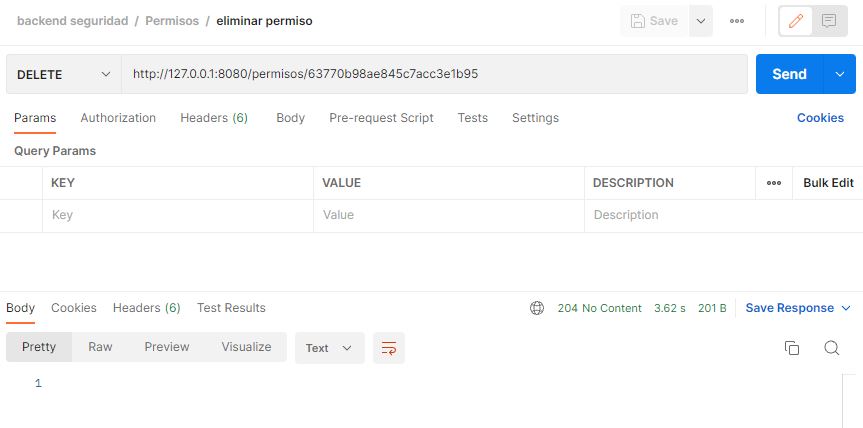 backend seguridad / Permisos / eliminar permiso
Save
DELETE
http://127.0.0.1:8080/permisos/63770b98ae845c7acc3e1b95
Send
Params Authorization Headers (6) Body Pre-request Script Tests Settings Cookies
Query Params
KEY VALUE DESCRIPTION Bulk Edit
Key Value Description
Body Cookies Headers (6) Test Results 204 No Content 3.62 s 201 B Save Response
Pretty Raw Preview Visualize Text
1